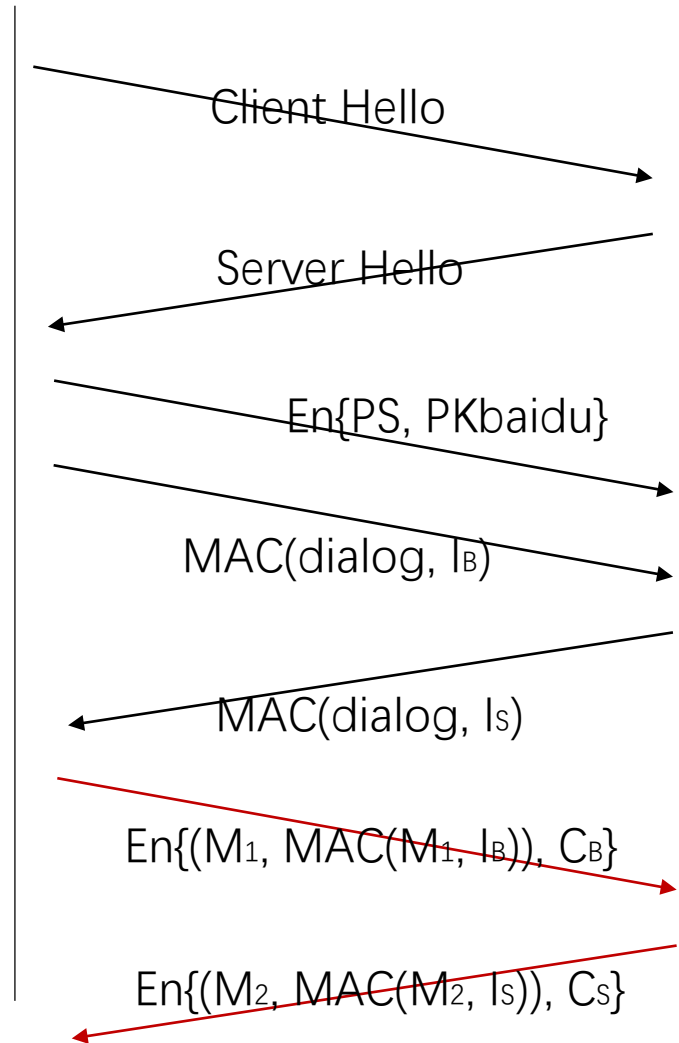 Client Hello
Server Hello
En{PS, PKbaidu}
MAC(dialog, IB)
MAC(dialog, IS)
En{(M1, MAC(M1, IB)), CB}
En{(M2, MAC(M2, IS)), CS}